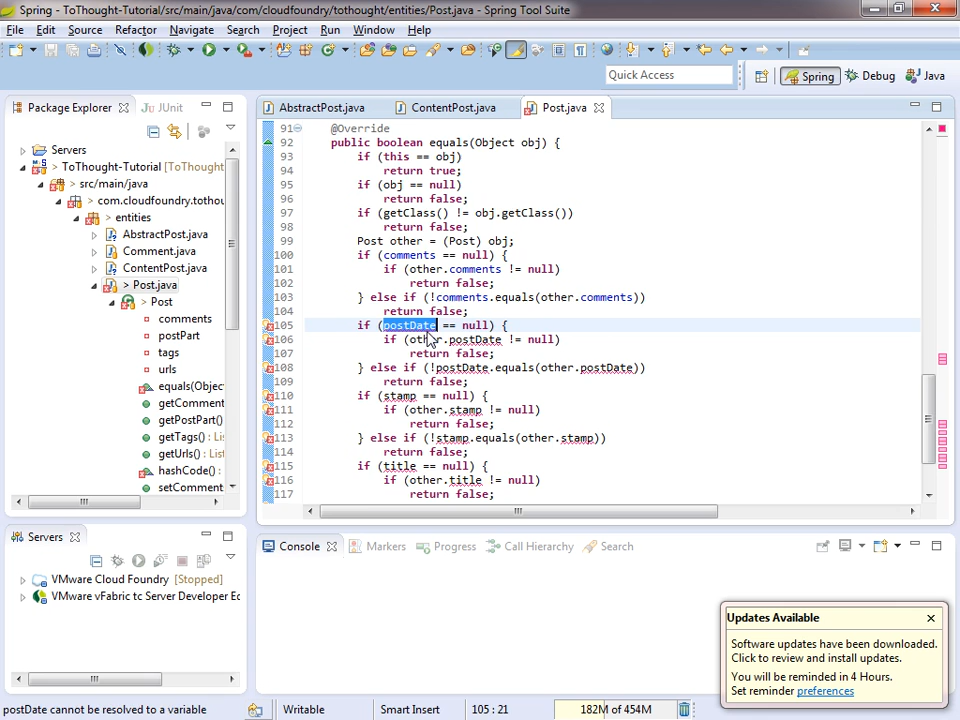 Spring - ToThought-Tutorial/src/main/java/com/cloudfoundry/tothought/entities/Post.java - Spring Tool Suite
File Edit Source Refactor Navigate Search Project Run Window Help
Quick Access
Spring Debug Java
Package Explorer JUnit
Servers
ToThought-Tutorial [ToThought
src/main/java
com.cloudfoundry.tothou
entities
AbstractPost.java
Comment.java
ContentPost.java
> Post.java
> Post
comments
postPart
tags
urls
equals(Object
getComment
getPostPart()
getTags() : Lis
getUrls() : List
hashCode() :
setComment
AbstractPost.java ContentPost.java Post.java
91 @Override
92 public boolean equals(Object obj) {
93 if (this == obj)
94 return true;
95 if (obj == null)
96 return false;
97 if (getClass() != obj.getClass())
98 return false;
99 Post other = (Post) obj;
100 if (comments == null) {
101 if (other.comments != null)
102 return false;
103 } else if (!comments.equals(other.comments))
104 return false;
105 if (postDate == null) {
106 if (other.postDate != null)
107 return false;
108 } else if (!postDate.equals(other.postDate))
109 return false;
110 if (stamp == null) {
111 if (other.stamp != null)
112 return false;
113 } else if (!stamp.equals(other.stamp))
114 return false;
115 if (title == null) {
116 if (other.title != null)
117 return false;
Servers
VMware Cloud Foundry [Stopped]
VMware vFabric tc Server Developer Ed
Console Markers Progress Call Hierarchy Search
Updates Available
Software updates have been downloaded.
Click to review and install updates.
You will be reminded in 4 Hours.
Set reminder preferences
postDate cannot be resolved to a variable Writable Smart Insert 105 : 21 182M of 454M